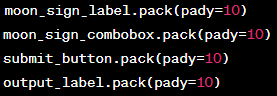 moon_sign_label.pack(pady=10)
moon_sign_combobox.pack(pady=10)
submit_button.pack(pady=10)
output_label.pack(pady=10)